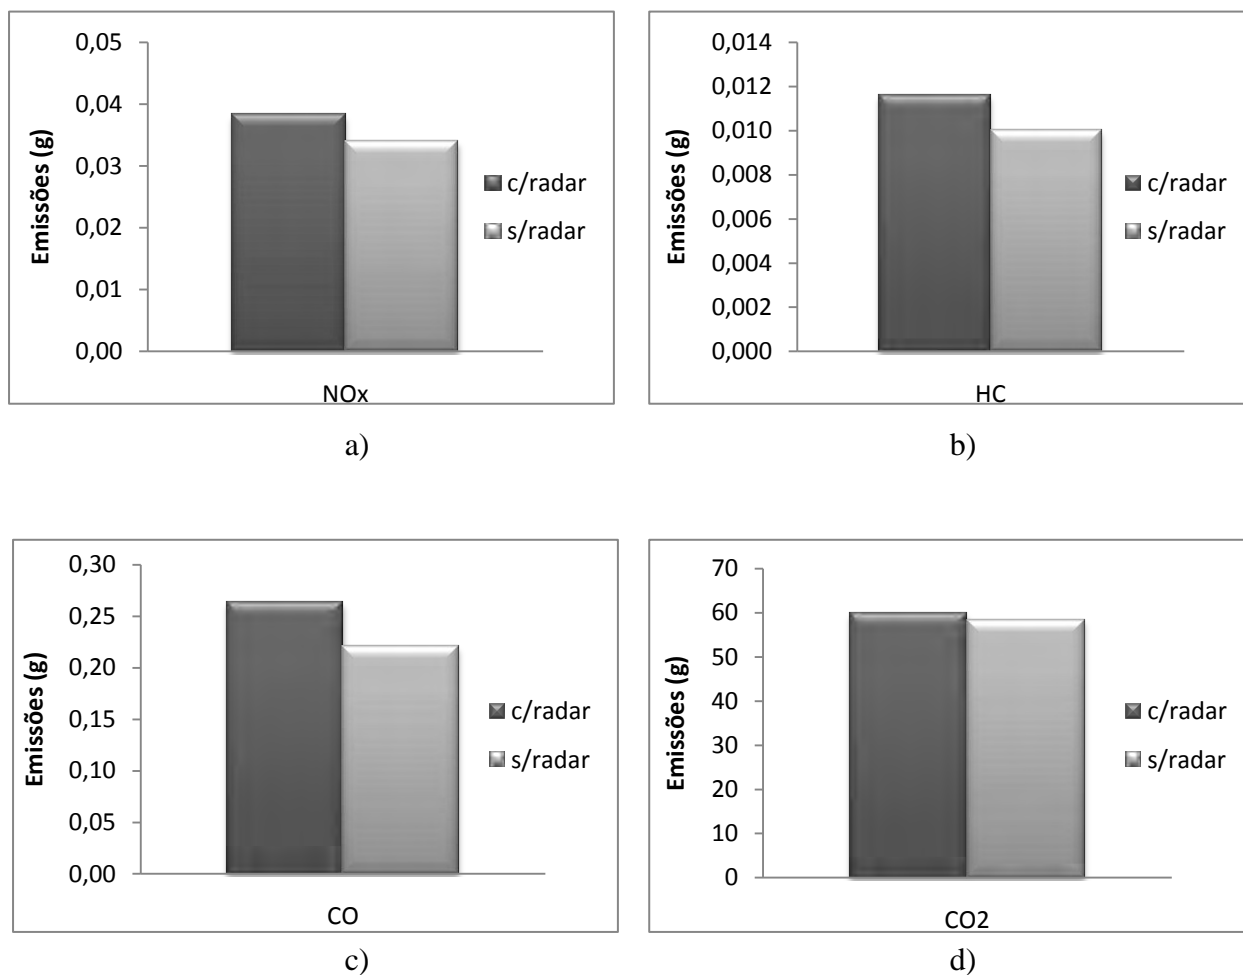 0,05
0,04
0,03
0,02
0,01
0,00
Emissões (g)
NOx
c/radar
s/radar
a)
0,014
0,012
0,010
0,008
0,006
0,004
0,002
0,000
Emissões (g)
HC
c/radar
s/radar
b)
0,30
0,25
0,20
0,15
0,10
0,05
0,00
Emissões (g)
CO
c/radar
s/radar
c)
70
60
50
40
30
20
10
0
Emissões (g)
CO2
c/radar
s/radar
d)